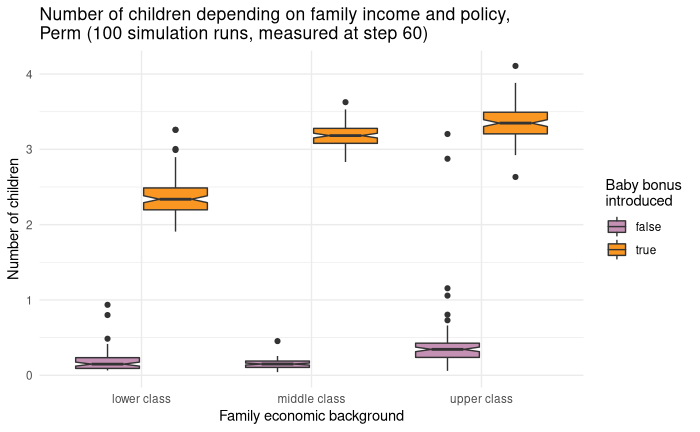 Number of children depending on family income and policy,
Perm (100 simulation runs, measured at step 60)
Number of children
4
3
2
1
0
lower class
middle class
upper class
Family economic background
Baby bonus
introduced
false
true